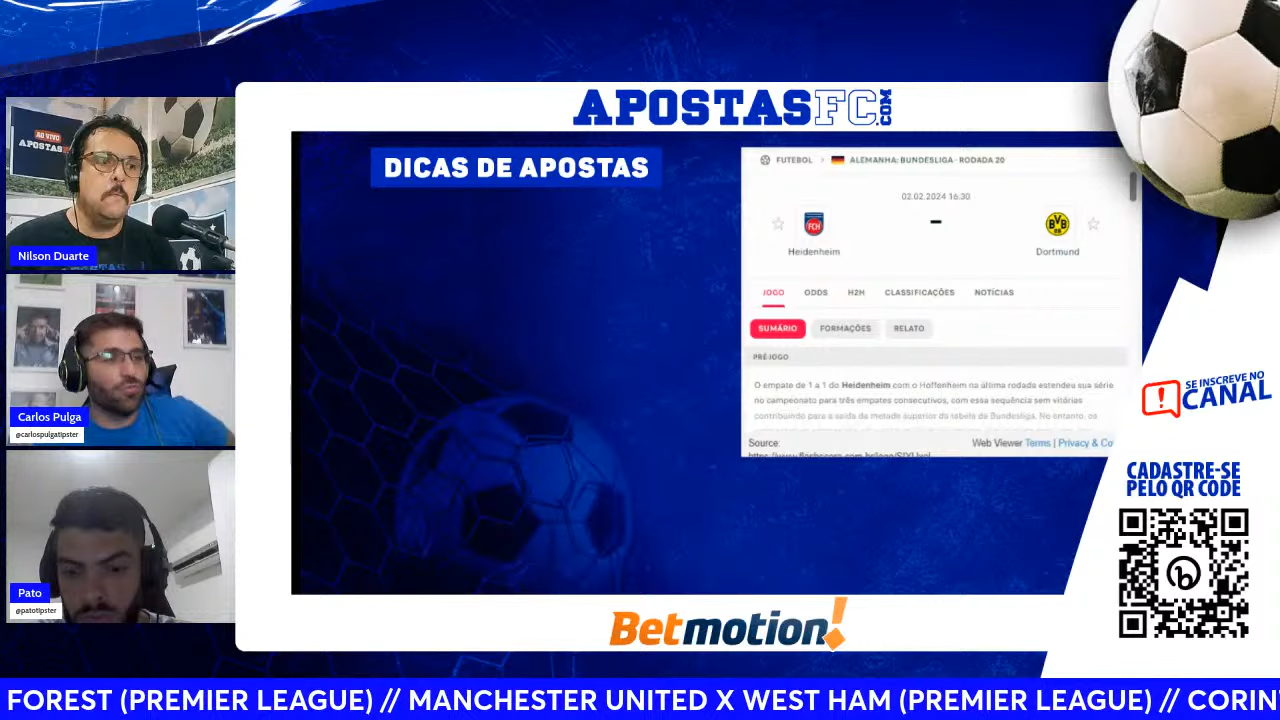 APOSTASFC.COM
AO VIVO
APOSTAS
Nilson Duarte
Carlos Pulga
@carlospulgatipster
Pato
@patotipster
DICAS DE APOSTAS
FUTEBOL > ALEMANHA: BUNDESLIGA - RODADA 20
02.02.2024 16:30
-
FCH
BVB
09
Heidenheim
Dortmund
JOGO ODDS H2H CLASSIFICAÇÕES NOTÍCIAS
SUMÁRIO FORMAÇÕES RELATO
PRÉ-JOGO
O empate de 1 a 1 do Heidenheim com o Hoffenheim na última rodada estendeu sua série
no campeonato para três empates consecutivos, com essa sequência sem vitórias
contribuindo para a saída da metade superior da tabela da Bundesliga. No entanto, os
Source:
Web Viewer Terms | Privacy & Co
SE INSCREVE NO
CANAL
CADASTRE-SE
PELO QR CODE
Betmotion!
FOREST (PREMIER LEAGUE) // MANCHESTER UNITED X WEST HAM (PREMIER LEAGUE) // CORIN